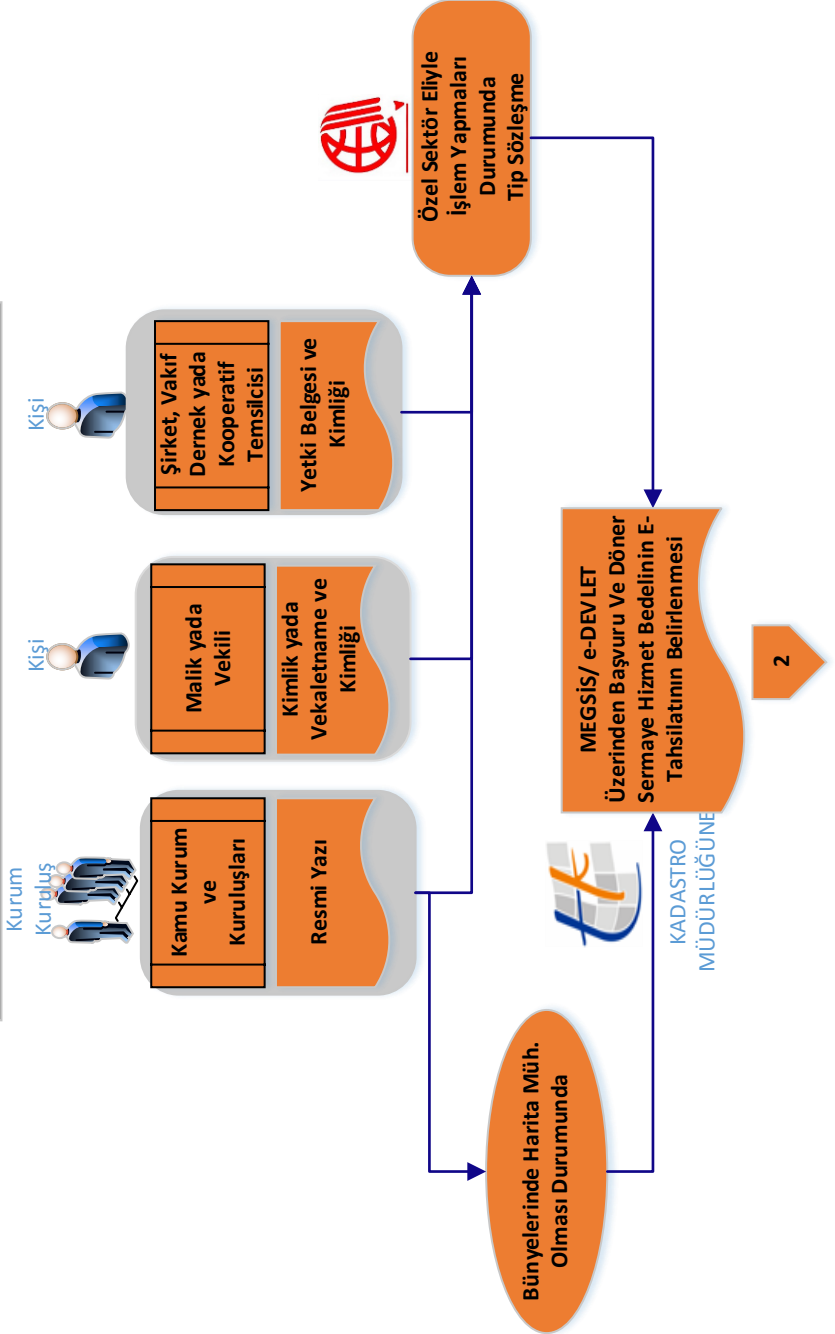 Kurum
Kuruluş
Kişi
Kişi
Kamu Kurum
ve
Kuruluşları
Resmi Yazı
Malik yada
Vekili
Kimlik yada
Vekaletname ve
Kimliği
Şirket, Vakıf
Dernek yada
Kooperatif
Temsilcisi
Yetki Belgesi ve
Kimliği
Bünyelerinde Harita Müh.
Olması Durumunda
Özel Sektör Eliyle
İşlem Yapmaları
Durumunda
Tip Sözleşme
KADASTRO
MÜDÜRLÜĞÜNE
MEGSİS/ e-DEVLET
Üzerinden Başvuru Ve Döner
Sermaye Hizmet Bedelinin E-
Tahsilatının Belirlenmesi
2